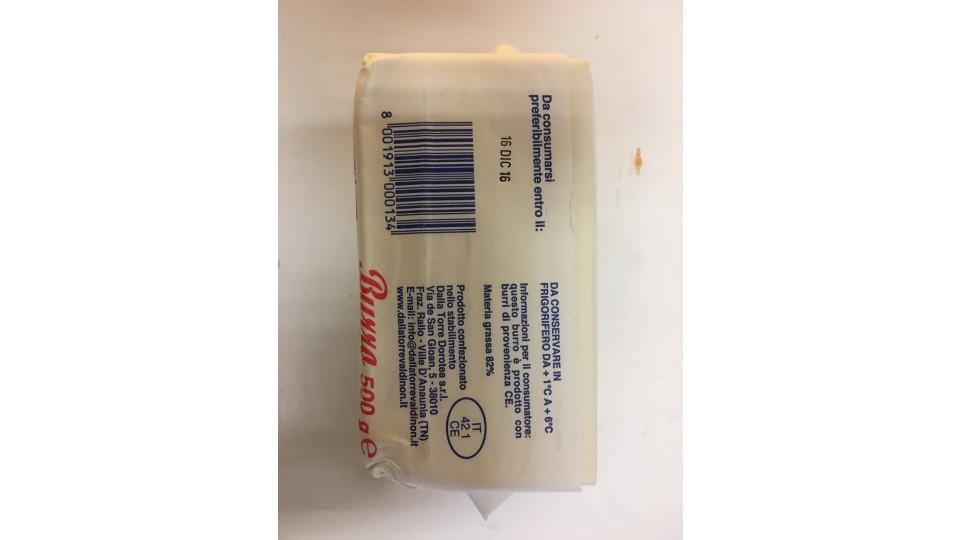 Da consumarsi
preferibilmente entro il:
16 DIC 16
8 001913 000134
DA CONSERVARE IN
FRIGORIFERO DA + 1°C A + 6°C
Informazioni per il consumatore:
questo burro è prodotto con
burri di provenienza CE.
Materia grassa 82%
Prodotto confezionato
nello stabilimento
Dalla Torre Dorotea s.r.l.
Via de San Gioan, 5 - 38010
Fraz. Rallo - Ville D'Anaunia (TN)
E-mail: info@dallatorrevaldinon.it
www.dallatorrevaldinon.it
IT
42 1
CE
Burro 500 g e